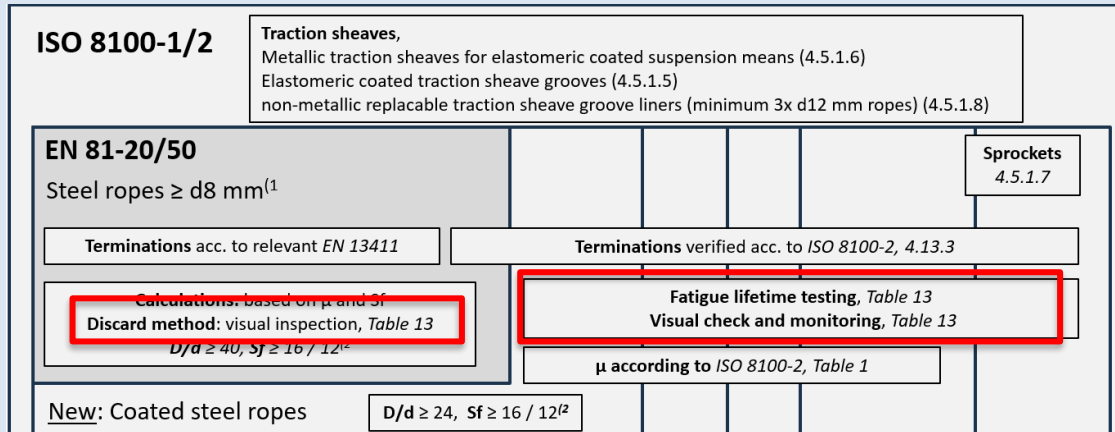 ISO 8100-1/2
Traction sheaves,
Metallic traction sheaves for elastomeric coated suspension means (4.5.1.6)
Elastomeric coated traction sheave grooves (4.5.1.5)
non-metallic replacable traction sheave groove liners (minimum 3x d12 mm ropes) (4.5.1.8)
EN 81-20/50
Steel ropes ≥ d8 mm(1
Sprockets
4.5.1.7
Terminations acc. to relevant EN 13411
Terminations verified acc. to ISO 8100-2, 4.13.3
Calculations: based on μ and Sf
Discard method: visual inspection, Table 13
D/d ≥ 40, Sf ≥ 16 / 12(2
Fatigue lifetime testing, Table 13
Visual check and monitoring, Table 13
μ according to ISO 8100-2, Table 1
New: Coated steel ropes
D/d ≥ 24, Sf ≥ 16 / 12(2